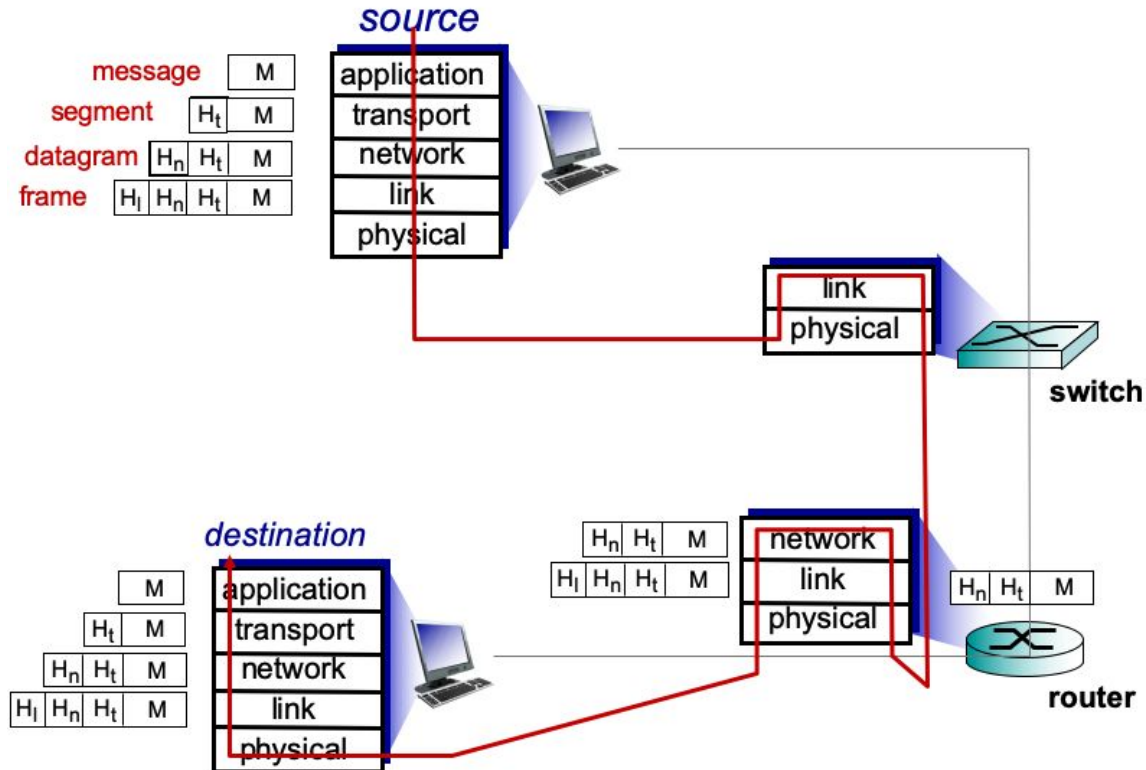 source
message M application
segment Ht M transport
datagram Hn Ht M network
frame Hl Hn Ht M link
physical
link
physical
switch
destination
Hn Ht M network
Hl Hn Ht M link
Hn Ht M
physical
router
M application
Ht M transport
Hn Ht M network
Hl Hn Ht M link
physical